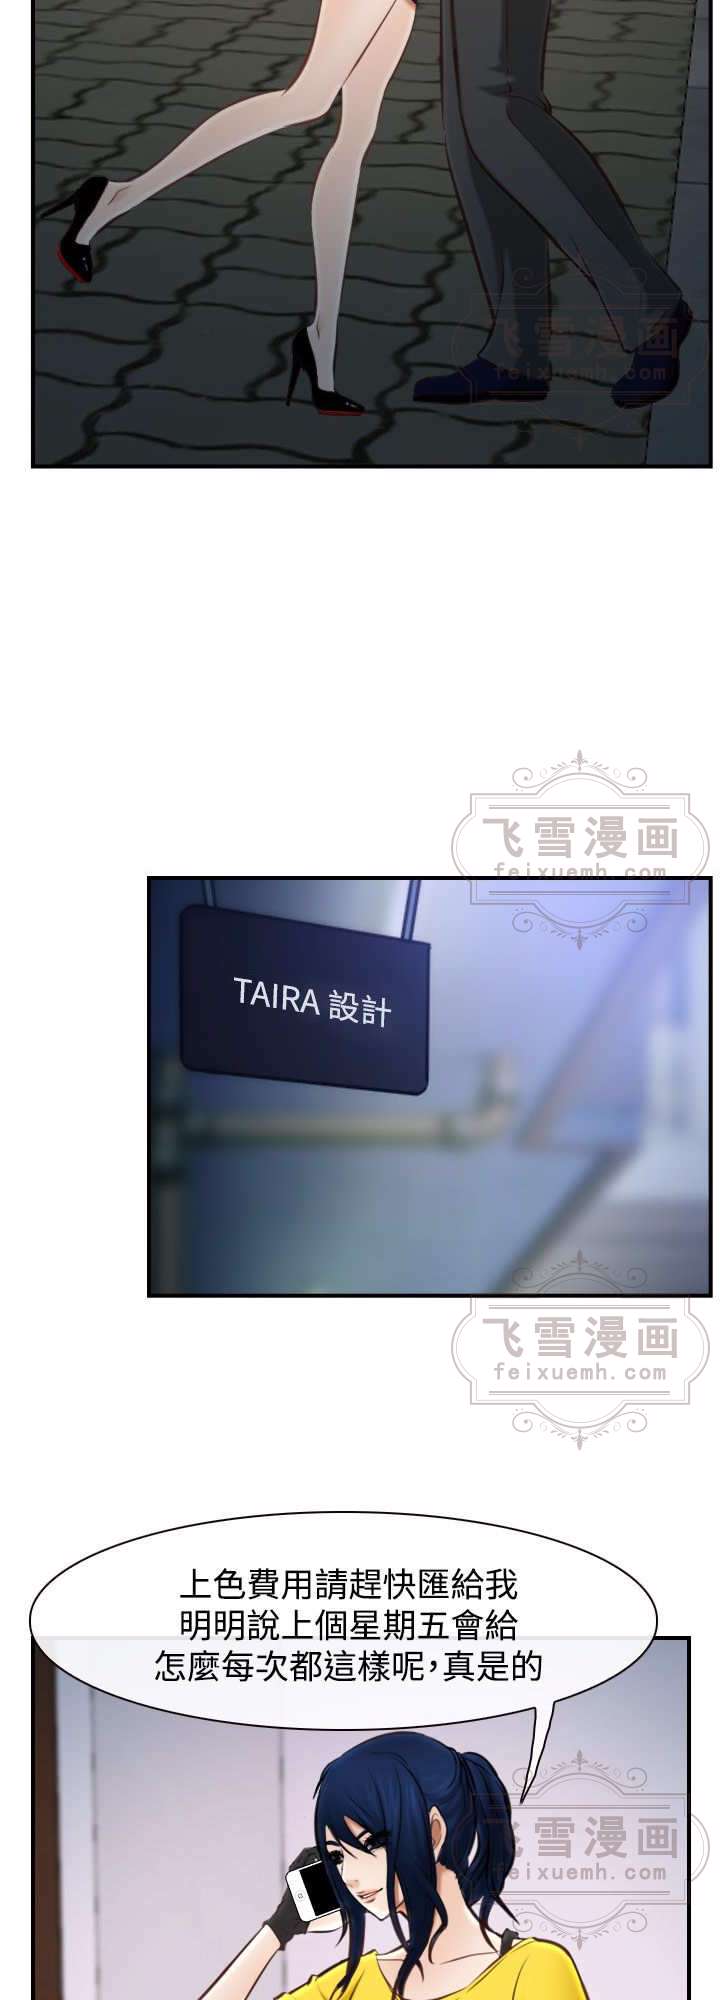 飞雪漫画
feixuemh.com
飞雪漫画
feixuemh.com
TAIRA 設計
飞雪漫画
feixuemh.com
上色費用請趕快匯給我
明明說上個星期五會給
怎麼每次都這樣呢,真是的
飞雪漫画
feixuemh.com